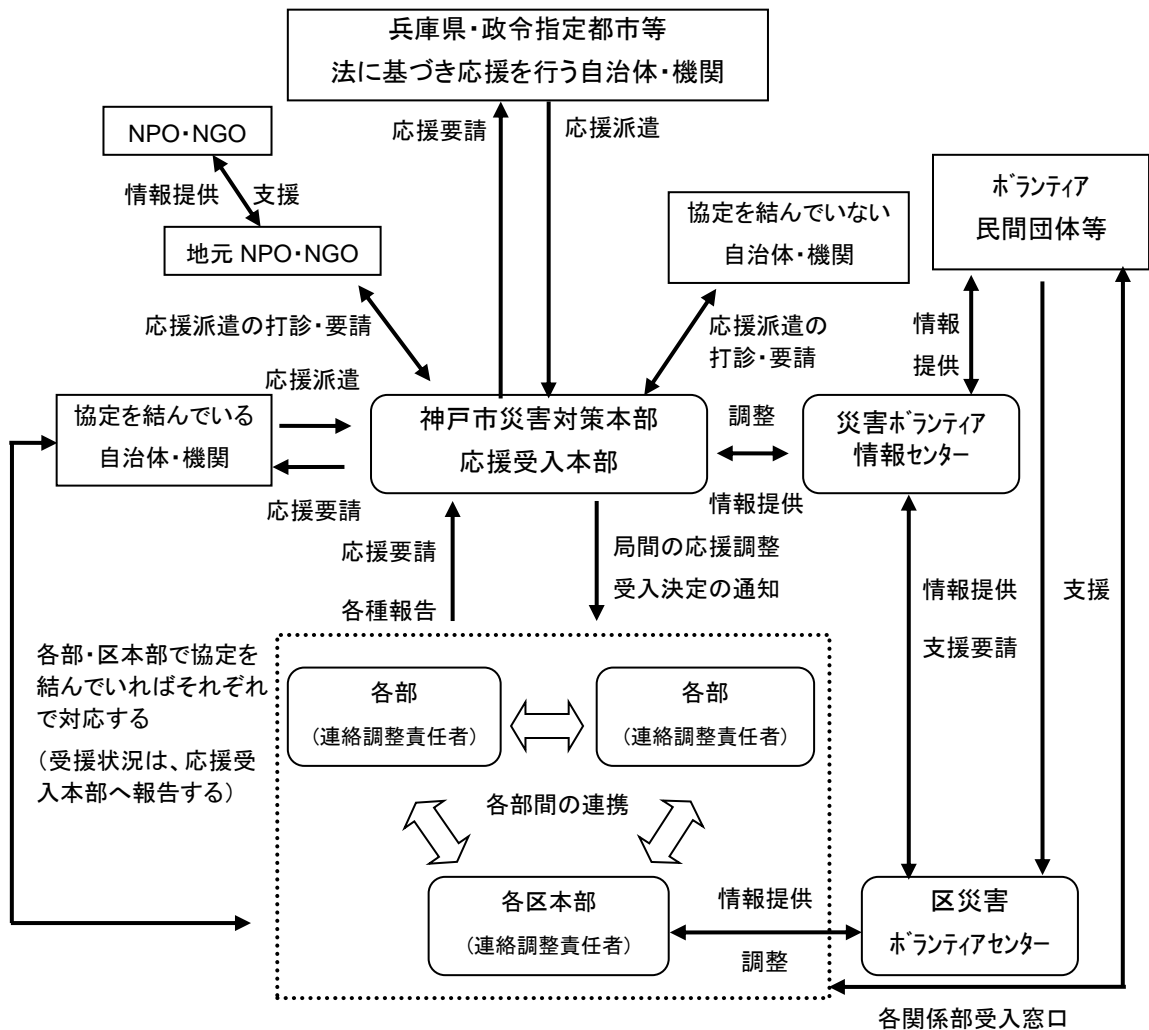 兵庫県・政令指定都市等
法に基づき応援を行う自治体・機関
NPO・NGO
応援要請
応援派遣
情報提供
支援
地元 NPO・NGO
協定を結んでいない
自治体・機関
ﾎﾞﾗﾝﾃｨｱ
民間団体等
応援派遣の打診・要請
応援派遣の
打診・要請
情報
提供
応援派遣
協定を結んでいる
自治体・機関
応援要請
神戸市災害対策本部
応援受入本部
調整
情報提供
災害ﾎﾞﾗﾝﾃｨｱ
情報ｾﾝﾀｰ
応援要請
各種報告
局間の応援調整
受入決定の通知
情報提供
支援要請
支援
各部・区本部で協定を
結んでいればそれぞれ
で対応する
（受援状況は、応援受
入本部へ報告する）
各部
（連絡調整責任者）
各部
（連絡調整責任者）
各部間の連携
各区本部
（連絡調整責任者）
情報提供
調整
区災害
ﾎﾞﾗﾝﾃｨｱｾﾝﾀｰ
各関係部受入窓口